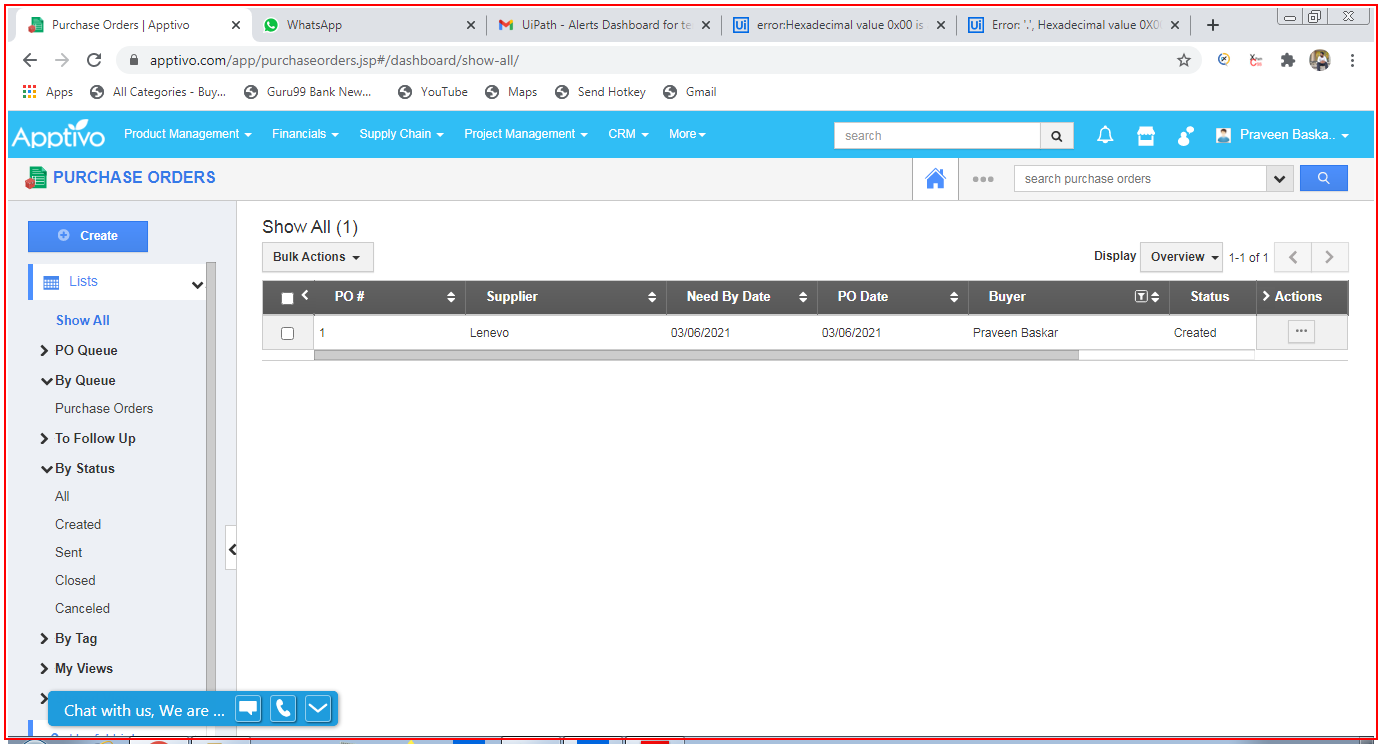 Purchase Orders | Apptivo
WhatsApp
UiPath - Alerts Dashboard for te
error:Hexadecimal value 0x00 is
Error: '.', Hexadecimal value 0X0
apptivo.com/app/purchaseorders.jsp#/dashboard/show-all/
Apps
All Categories - Buy...
Guru99 Bank New...
YouTube
Maps
Send Hotkey
Gmail
Apptivo
Product Management
Financials
Supply Chain
Project Management
CRM
More
search
Praveen Baska..
PURCHASE ORDERS
search purchase orders
Create
Lists
Show All
PO Queue
By Queue
Purchase Orders
To Follow Up
By Status
All
Created
Sent
Closed
Canceled
By Tag
My Views
Show All (1)
Bulk Actions
Display
Overview
1-1 of 1
PO # Supplier Need By Date PO Date Buyer Status Actions
1 Lenevo 03/06/2021 03/06/2021 Praveen Baskar Created
Chat with us, We are ...